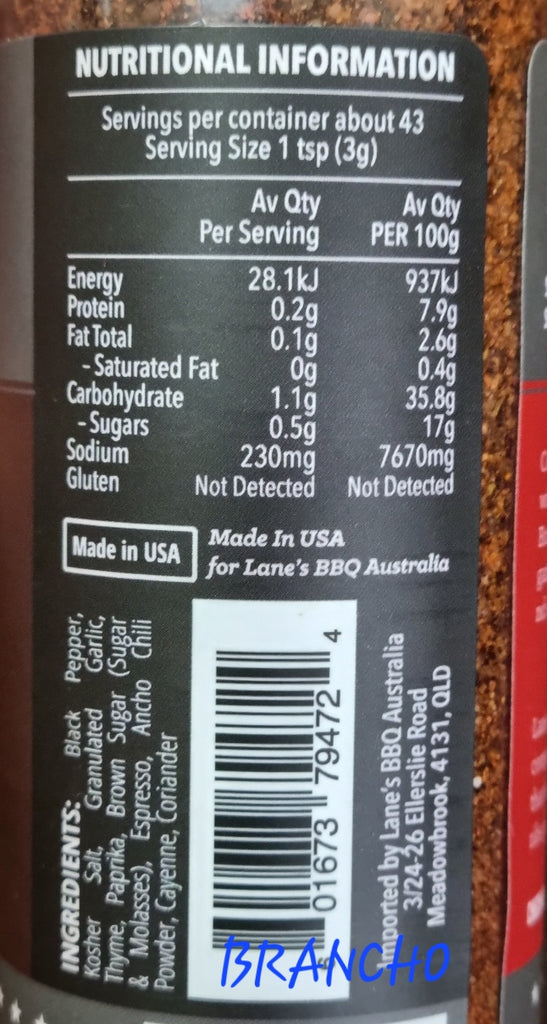 NUTRITIONAL INFORMATION
Servings per container about 43
Serving Size 1 tsp (3g)
Av Qty Av Qty
Per Serving PER 100g
Energy 28.1kJ 937kJ
Protein 0.2g 7.9g
Fat Total 0.1g 2.6g
- Saturated Fat 0g 0.4g
Carbohydrate 1.1g 35.8g
- Sugars 0.5g 17g
Sodium 230mg 7670mg
Gluten Not Detected Not Detected
Made in USA
Made In USA
for Lane's BBQ Australia
INGREDIENTS: Black Pepper,
Kosher Salt, Granulated Garlic,
Thyme, Paprika, Brown Sugar (Sugar
& Molasses), Espresso, Ancho Chili
Powder, Cayenne, Coriander
01673 79472 4
Imported by Lane's BBQ Australia
3/24-26 Ellerslie Road
Meadowbrook, 4131, QLD
BRANCHO